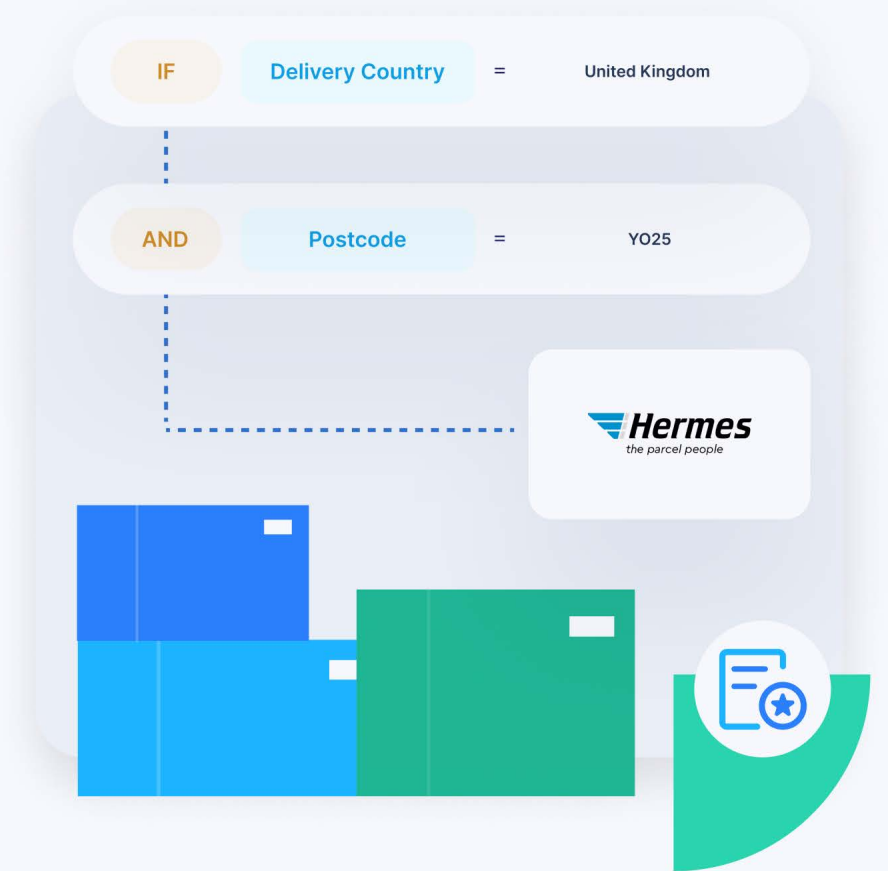 IF Delivery Country = United Kingdom
AND Postcode = YO25
Hermes
the parcel people